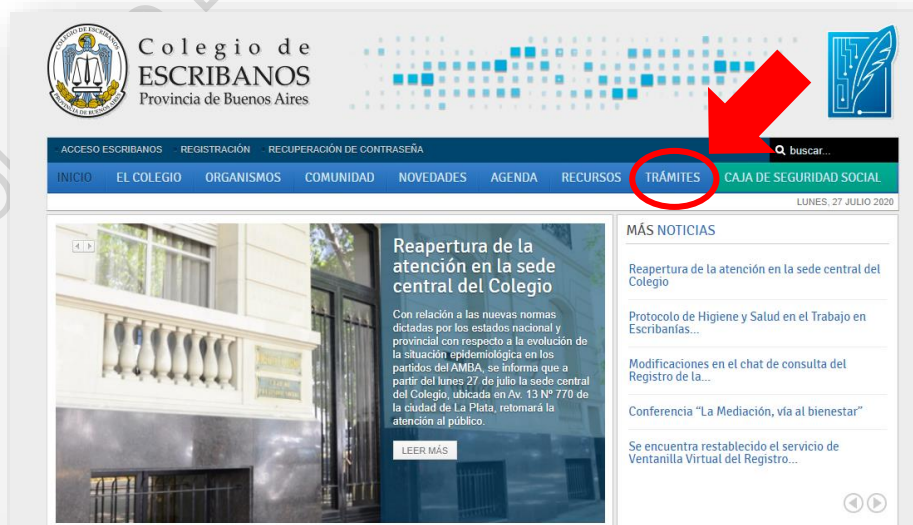 Colegio de
ESCRIBANOS
Provincia de Buenos Aires
ACCESO ESCRIBANOS
REGISTRACIÓN
RECUPERACIÓN DE CONTRASEÑA
buscar...
INICIO
EL COLEGIO
ORGANISMOS
COMUNIDAD
NOVEDADES
AGENDA
RECURSOS
TRÁMITES
CAJA DE SEGURIDAD SOCIAL
LUNES, 27 JULIO 2020
Reapertura de la
atención en la sede
central del Colegio
Con relación a las nuevas normas
dictadas por los estados nacional y
provincial con respecto a la evolución de
la situación epidemiológica en los
partidos del AMBA, se informa que a
partir del lunes 27 de julio la sede central
del Colegio, ubicada en Av. 13 Nº 770 de
la ciudad de La Plata, retomará la
atención al público.
LEER MÁS
MÁS NOTICIAS
Reapertura de la atención en la sede central del
Colegio
Protocolo de Higiene y Salud en el Trabajo en
Escribanías...
Modificaciones en el chat de consulta del
Registro de la...
Conferencia “La Mediación, vía al bienestar”
Se encuentra restablecido el servicio de
Ventanilla Virtual del Registro...